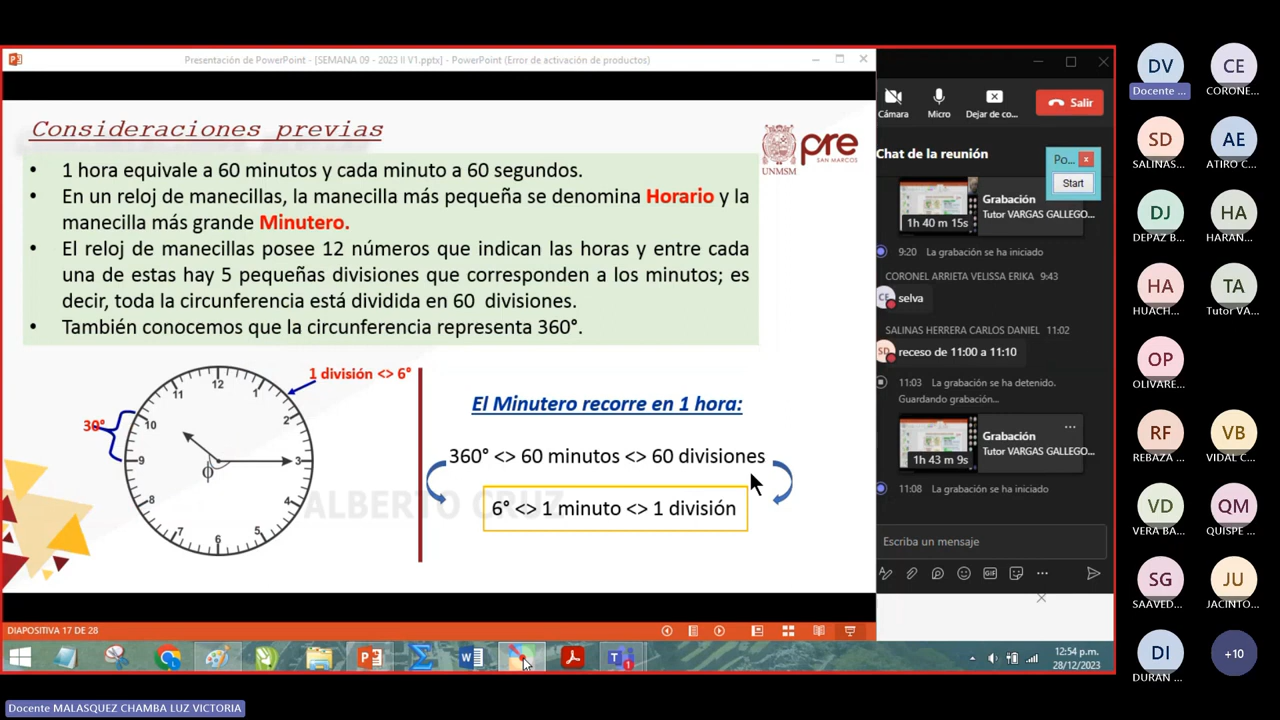 Presentación de PowerPoint - [SEMANA 09 - 2023 II V1.pptx] - PowerPoint (Error de activación de productos)
Consideraciones previas
UNMSM
pre
SAN MARCOS
• 1 hora equivale a 60 minutos y cada minuto a 60 segundos.
• En un reloj de manecillas, la manecilla más pequeña se denomina Horario y la
manecilla más grande Minutero.
• El reloj de manecillas posee 12 números que indican las horas y entre cada
una de estas hay 5 pequeñas divisiones que corresponden a los minutos; es
decir, toda la circunferencia está dividida en 60 divisiones.
• También conocemos que la circunferencia representa 360°.
1 división <> 6°
30°
12
1
2
3
4
5
6
7
8
9
10
11
ϕ
ALBERTO CRUZ
El Minutero recorre en 1 hora:
360° <> 60 minutos <> 60 divisiones
6° <> 1 minuto <> 1 división
DIAPOSITIVA 17 DE 28
Cámara
Micro
Dejar de co...
Salir
Chat de la reunión
Po...
x
Start
Grabación
Tutor VARGAS GALLEGO...
1h 40 m 15s
9:20 La grabación se ha iniciado
CORONEL ARRIETA VELISSA ERIKA 9:43
CE
selva
SALINAS HERRERA CARLOS DANIEL 11:02
SD
receso de 11:00 a 11:10
11:03 La grabación se ha detenido.
Guardando grabación...
Grabación
Tutor VARGAS GALLEGO...
1h 43 m 9s
11:08 La grabación se ha iniciado
Escriba un mensaje
GIF
12:54 p.m.
28/12/2023
DV
Docente ...
CE
CORONE...
SD
SALINAS...
AE
ATIRO C...
DJ
DEPAZ B...
HA
HARAN...
HA
HUACH...
TA
Tutor VA...
OP
OLIVARE...
RF
REBAZA ...
VB
VIDAL C...
VD
VERA BA...
QM
QUISPE ...
SG
SAAVED...
JU
JACINTO...
DI
DURAN ...
+10
Docente MALASQUEZ CHAMBA LUZ VICTORIA